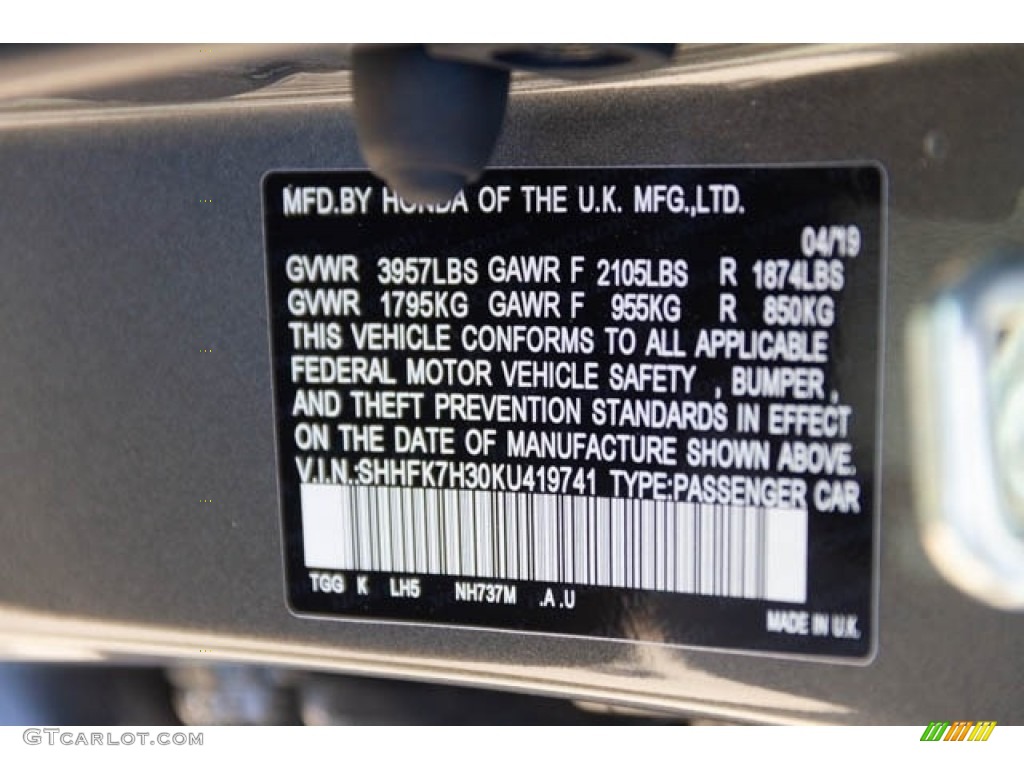 MFD.BY HONDA OF THE U.K. MFG.,LTD.
04/19
GVWR 3957LBS GAWR F 2105LBS R 1874LBS
GVWR 1795KG GAWR F 955KG R 850KG
THIS VEHICLE CONFORMS TO ALL APPLICABLE
FEDERAL MOTOR VEHICLE SAFETY , BUMPER ,
AND THEFT PREVENTION STANDARDS IN EFFECT
ON THE DATE OF MANUFACTURE SHOWN ABOVE.
V.I.N.:SHHFK7H30KU419741 TYPE:PASSENGER CAR
TGG K LH5 NH737M .A .U
MADE IN U.K.
GTCarlot.com